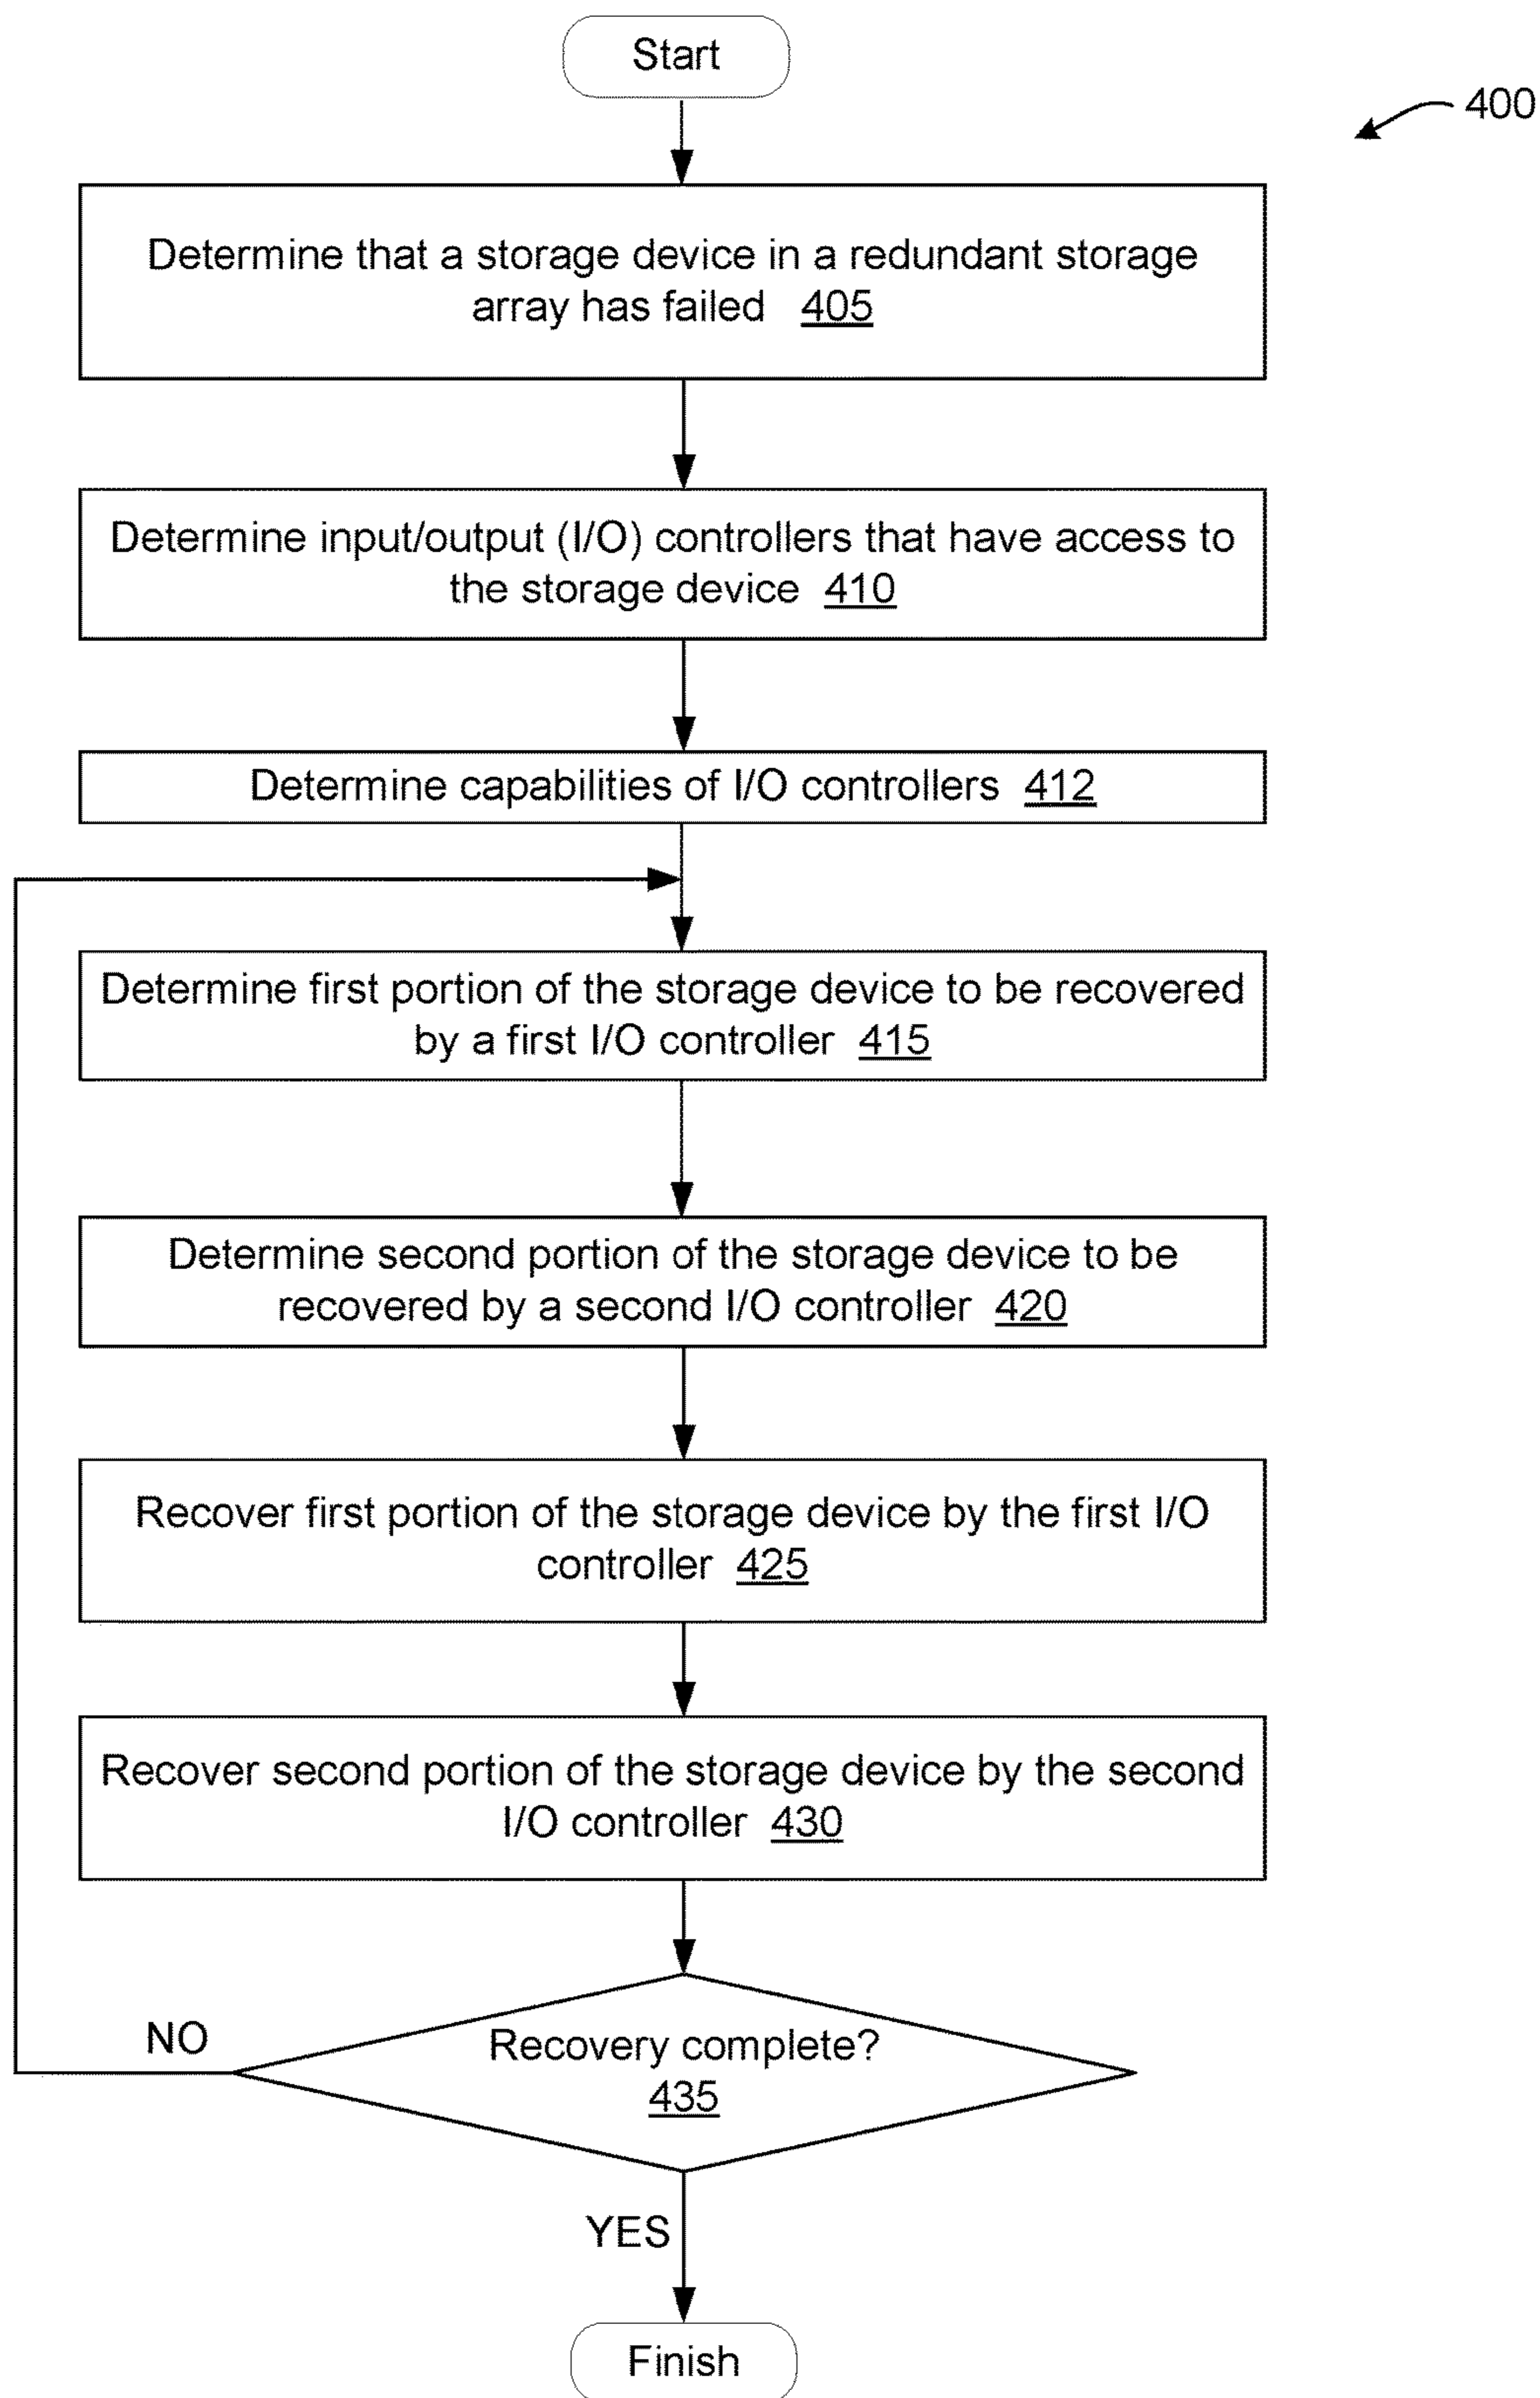 Start
400
Determine that a storage device in a redundant storage
array has failed 405
Determine input/output (I/O) controllers that have access to
the storage device 410
Determine capabilities of I/O controllers 412
Determine first portion of the storage device to be recovered
by a first I/O controller 415
Determine second portion of the storage device to be
recovered by a second I/O controller 420
Recover first portion of the storage device by the first I/O
controller 425
Recover second portion of the storage device by the second
I/O controller 430
NO
Recovery complete?
435
YES
Finish